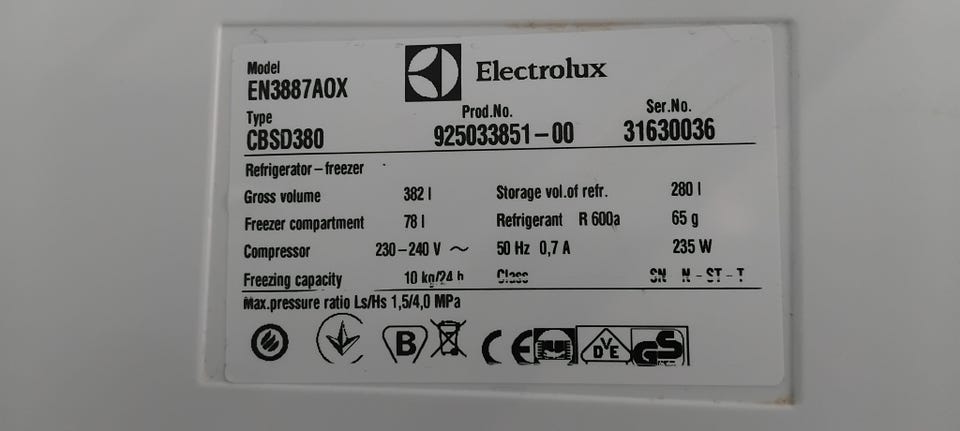 Model
Electrolux
EN3887AOX
Type Prod.No. Ser.No.
CBSD380 925033851-00 31630036
Refrigerator-freezer
Gross volume 382 l Storage vol.of refr. 280 l
Freezer compartment 78 l Refrigerant R 600a 65 g
Compressor 230-240 V ~ 50 Hz 0,7 A 235 W
Freezing capacity 10 kg/24 h Class SN N-ST-T
Max.pressure ratio Ls/Hs 1,5/4,0 MPa
B CE DVE GS